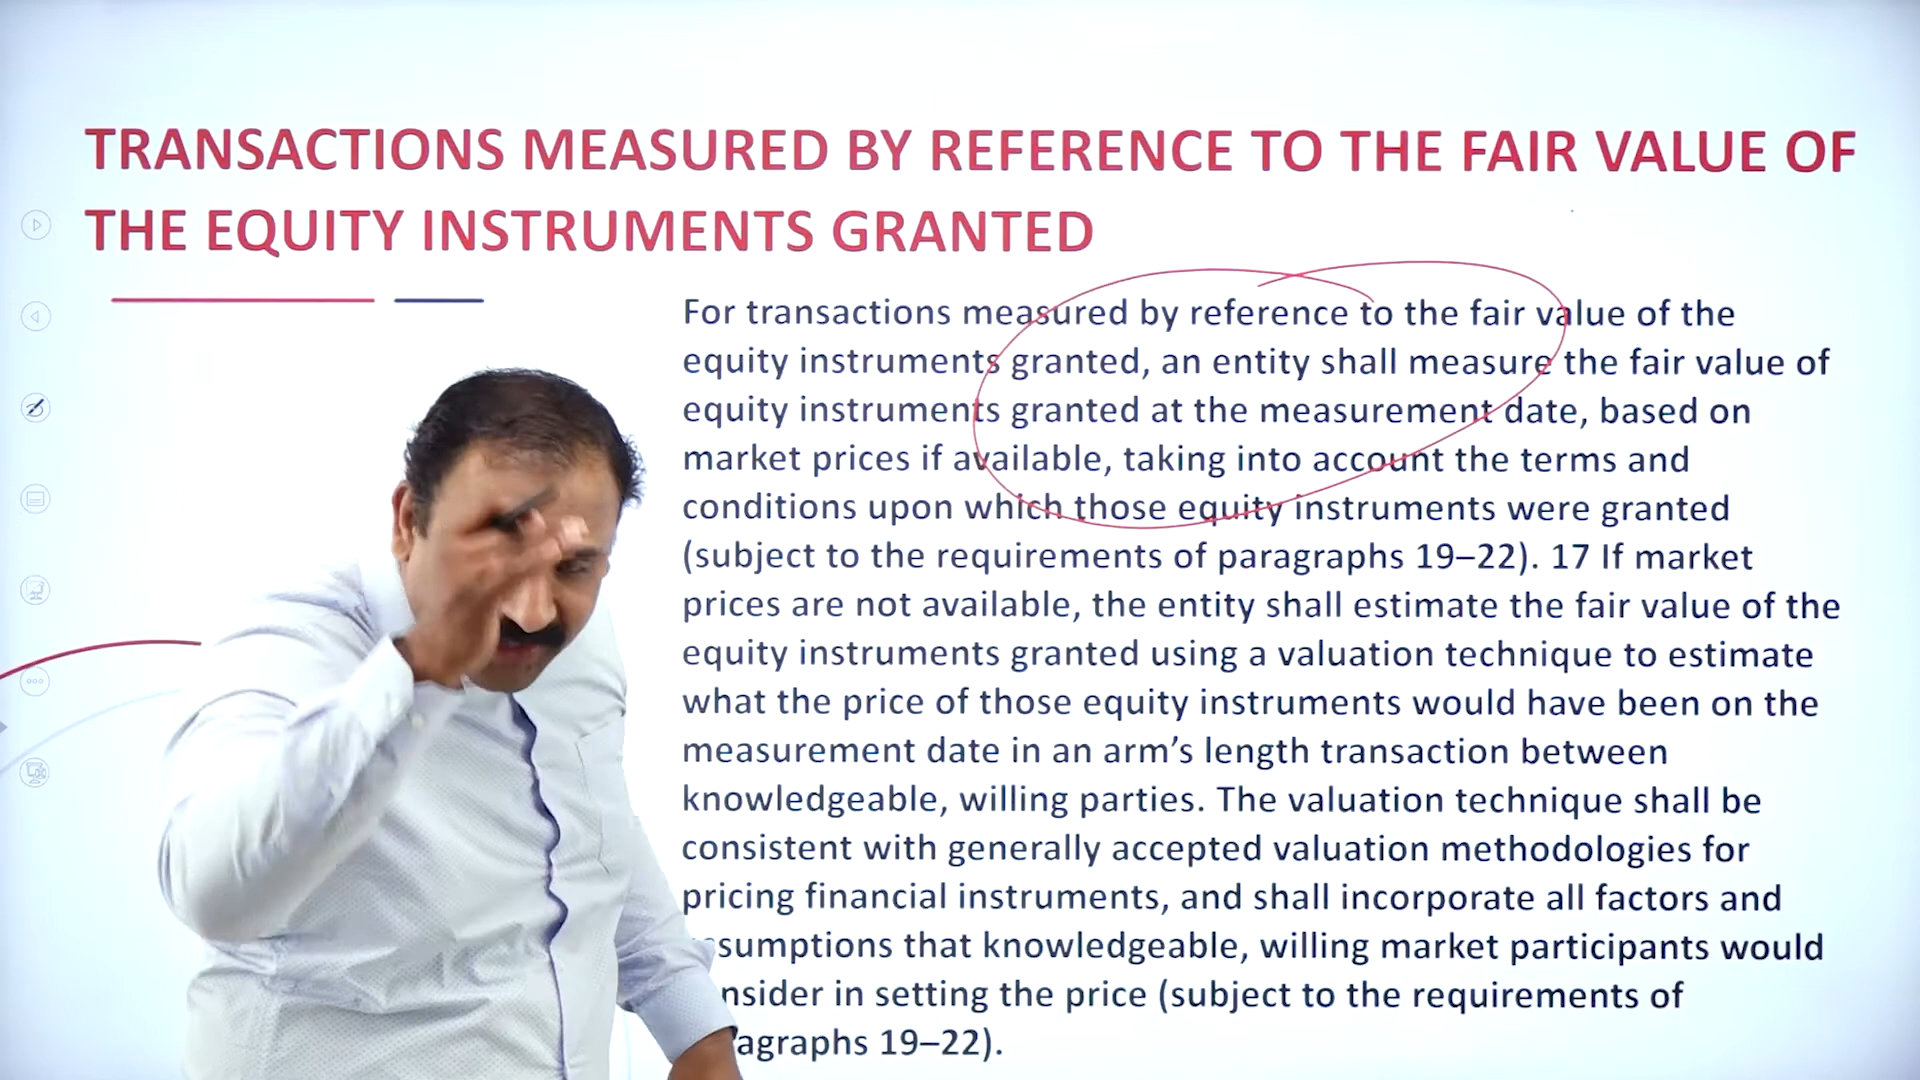 TRANSACTIONS MEASURED BY REFERENCE TO THE FAIR VALUE OF
THE EQUITY INSTRUMENTS GRANTED
For transactions measured by reference to the fair value of the
equity instruments granted, an entity shall measure the fair value of
equity instruments granted at the measurement date, based on
market prices if available, taking into account the terms and
conditions upon which those equity instruments were granted
(subject to the requirements of paragraphs 19–22). 17 If market
prices are not available, the entity shall estimate the fair value of the
equity instruments granted using a valuation technique to estimate
what the price of those equity instruments would have been on the
measurement date in an arm’s length transaction between
knowledgeable, willing parties. The valuation technique shall be
consistent with generally accepted valuation methodologies for
pricing financial instruments, and shall incorporate all factors and
that knowledgeable, willing market participants would
in setting the price (subject to the requirements of
19–22).